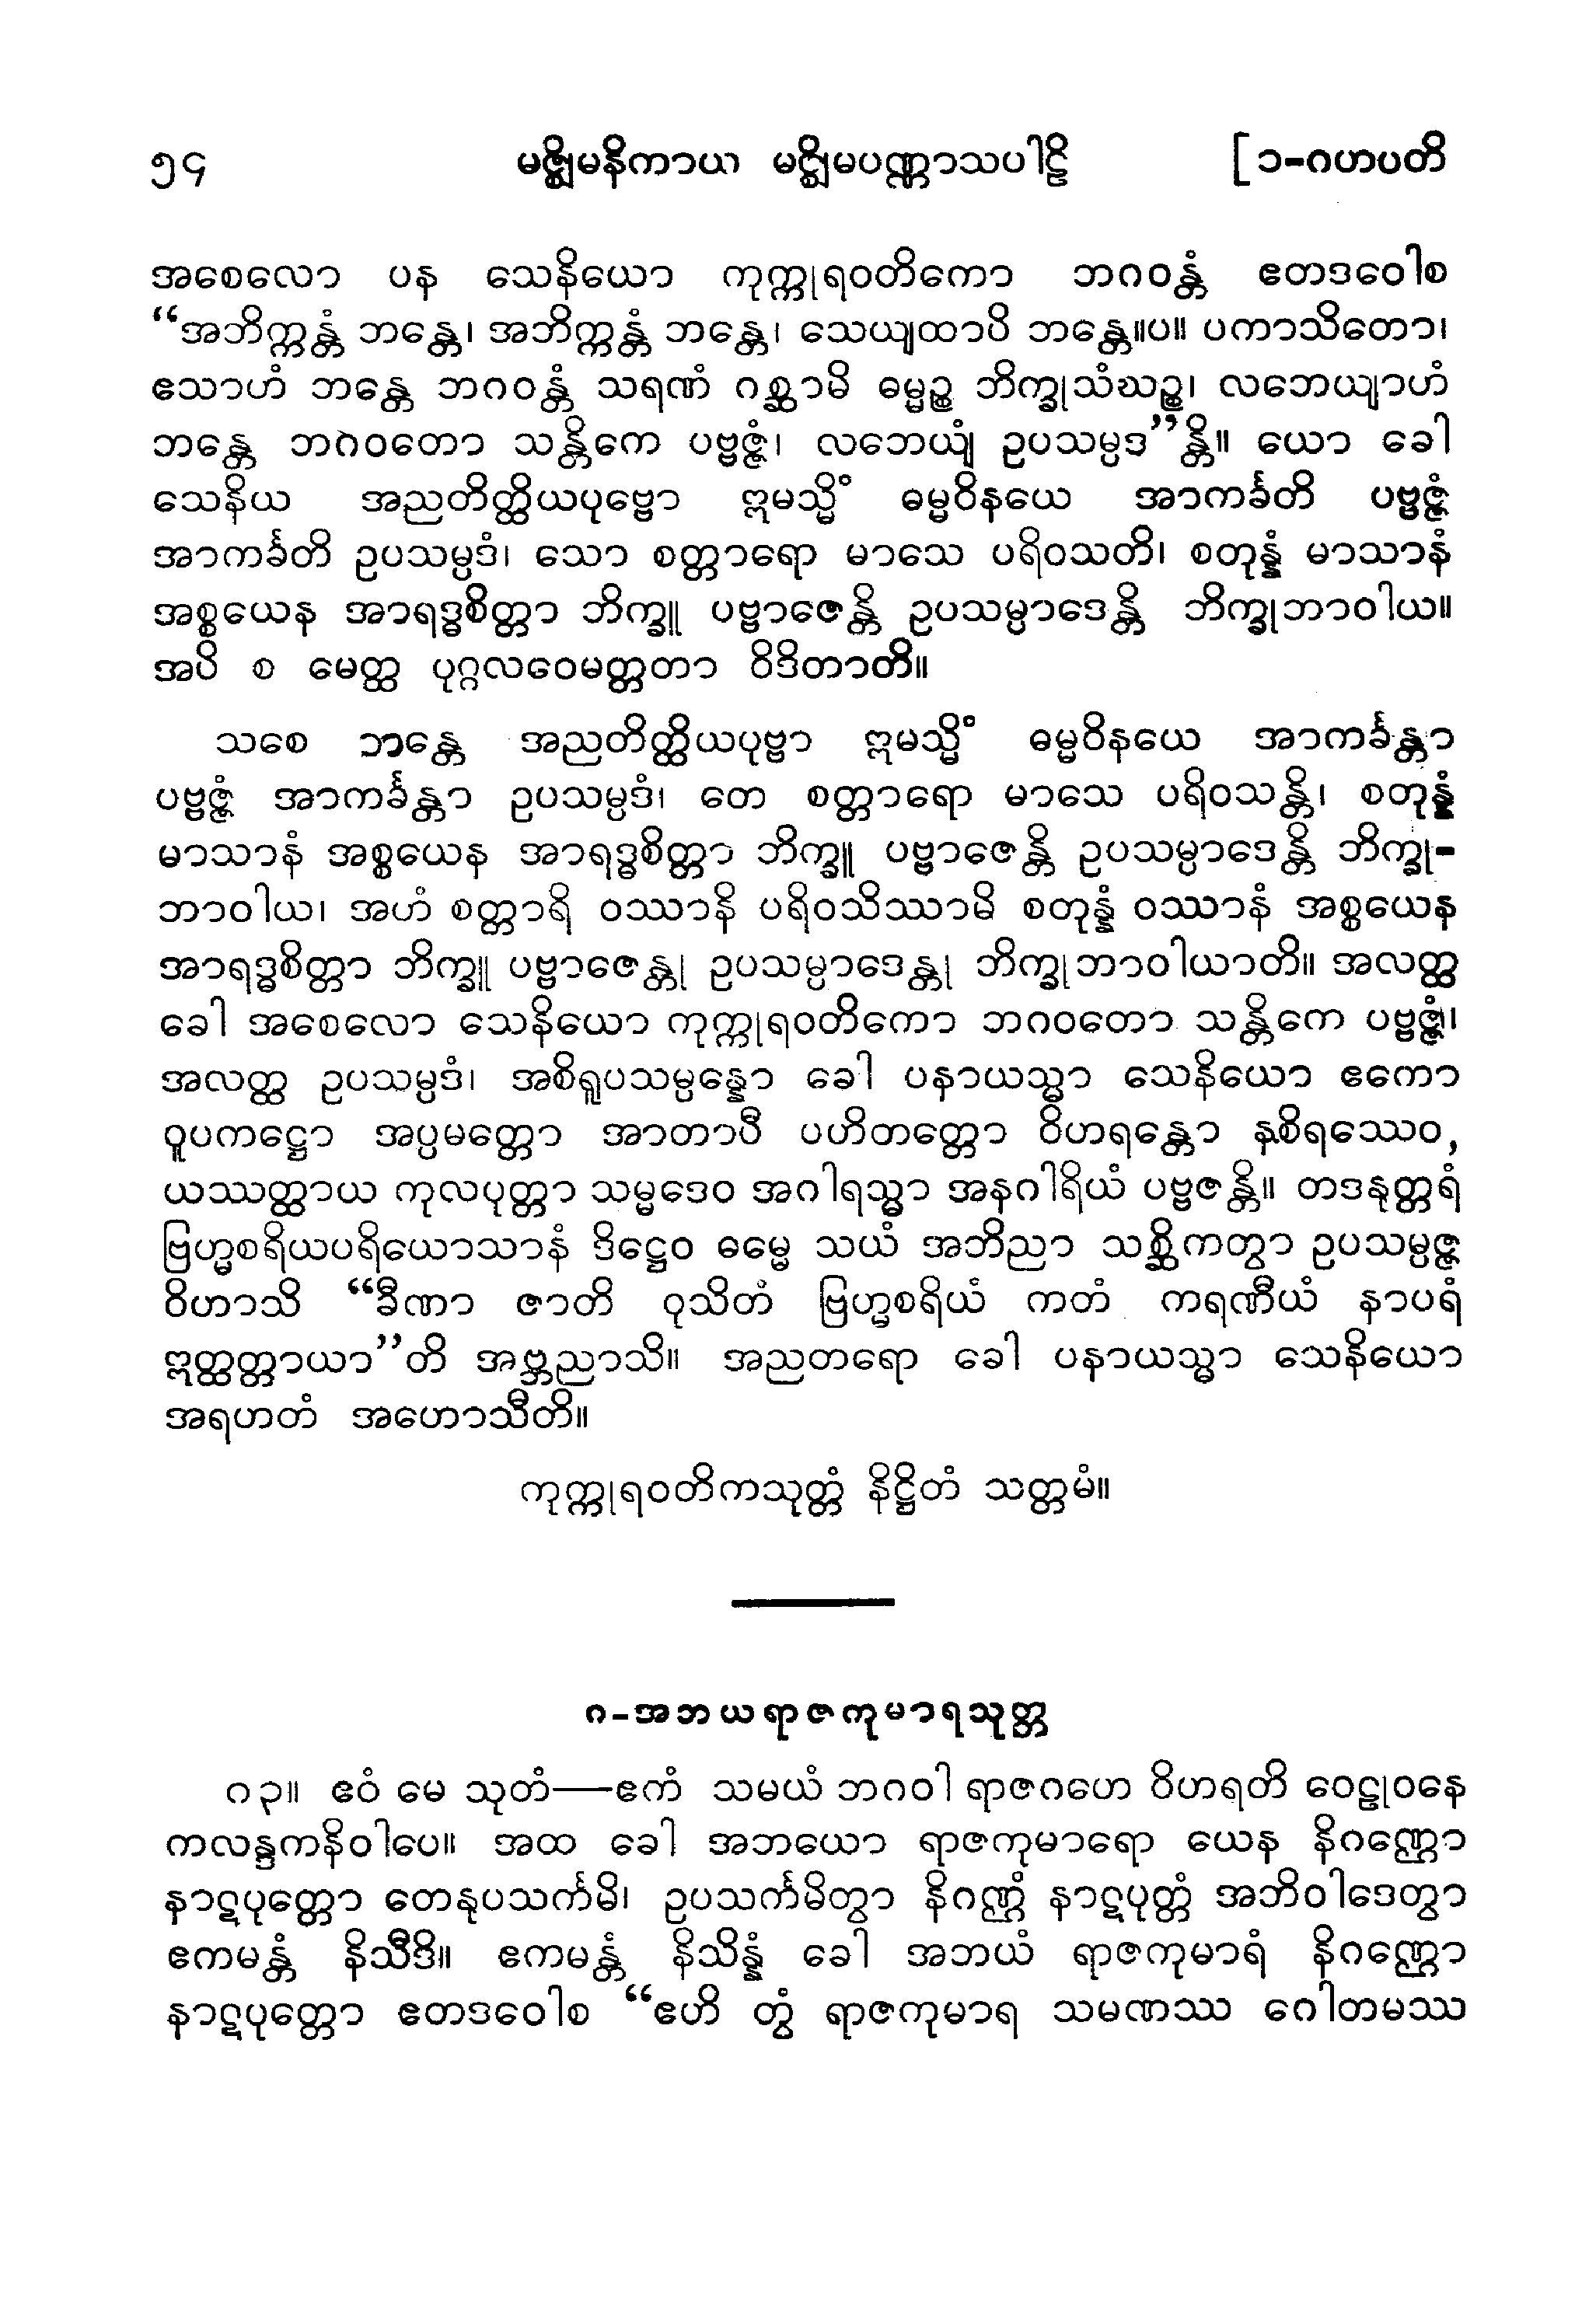 ၅၄ မဇ္ဈိမနိကာယ မဇ္ဈိမပဏ္ဏာသပါဠိ [၁-ဂဟပတိ
အစေလော ပန သေနိယော ကုက္ကုရဝတိကော ဘဂဝန္တံ ဧတဒဝေါစ
“အဘိက္ကန္တံ ဘန္တေ၊ အဘိက္ကန္တံ ဘန္တေ၊ သေယျထာပိ ဘန္တေ။ပ။ ပကာသိတော၊
ဧသာဟံ ဘန္တေ ဘဂဝန္တံ သရဏံ ဂစ္ဆာမိ ဓမ္မဉ္စ ဘိက္ခုသံဃဉ္စ၊ လဘေယျာဟံ
ဘန္တေ ဘဂဝတော သန္တိကေ ပဗ္ဗဇ္ဇံ၊ လဘေယျံ ဥပသမ္ပဒ”န္တိ။ ယော ခေါ
သေနိယ အညတိတ္ထိယပုဗ္ဗော ဣမသ္မိံ ဓမ္မဝိနယေ အာကင်္ခတိ ပဗ္ဗဇ္ဇံ
အာကင်္ခတိ ဥပသမ္ပဒံ၊ သော စတ္တာရော မာသေ ပရိဝသတိ၊ စတုန္နံ မာသာနံ
အစ္စယေန အာရဒ္ဓစိတ္တာ ဘိက္ခူ ပဗ္ဗာဇေန္တိ ဥပသမ္ပာဒေန္တိ ဘိက္ခုဘာဝါယ။
အပိ စ မေတ္ထ ပုဂ္ဂလဝေမတ္တတာ ဝိဒိတာတိ။
သစေ ဘန္တေ အညတိတ္ထိယပုဗ္ဗာ ဣမသ္မိံ ဓမ္မဝိနယေ အာကင်္ခန္တာ
ပဗ္ဗဇ္ဇံ အာကင်္ခန္တာ ဥပသမ္ပဒံ၊ တေ စတ္တာရော မာသေ ပရိဝသန္တိ၊ စတုန္နံ
မာသာနံ အစ္စယေန အာရဒ္ဓစိတ္တာ ဘိက္ခူ ပဗ္ဗာဇေန္တိ ဥပသမ္ပာဒေန္တိ ဘိက္ခု-
ဘာဝါယ၊ အဟံ စတ္တာရိ ဝဿာနိ ပရိဝသိဿာမိ စတုန္နံ ဝဿာနံ အစ္စယေန
အာရဒ္ဓစိတ္တာ ဘိက္ခူ ပဗ္ဗာဇေန္တု ဥပသမ္ပာဒေန္တု ဘိက္ခုဘာဝါယာတိ။ အလတ္ထ
ခေါ အစေလော သေနိယော ကုက္ကုရဝတိကော ဘဂဝတော သန္တိကေ ပဗ္ဗဇ္ဇံ၊
အလတ္ထ ဥပသမ္ပဒံ၊ အစိရူပသမ္ပန္နော ခေါ ပနာယသ္မာ သေနိယော ဧကော
ဝူပကဋ္ဌော အပ္ပမတ္တော အာတာပီ ပဟိတတ္တော ဝိဟရန္တော နစိရဿေဝ,
ယဿတ္ထာယ ကုလပုတ္တာ သမ္မဒေဝ အဂါရသ္မာ အနဂါရိယံ ပဗ္ဗဇန္တိ။ တဒနုတ္တရံ
ဗြဟ္မစရိယပရိယောသာနံ ဒိဋ္ဌေဝ ဓမ္မေ သယံ အဘိညာ သစ္ဆိကတွာ ဥပသမ္ပဇ္ဇ
ဝိဟာသိ “ခီဏာ ဇာတိ ဝုသိတံ ဗြဟ္မစရိယံ ကတံ ကရဏီယံ နာပရံ
ဣတ္ထတ္တာယာ”တိ အဗ္ဘညာသိ။ အညတရော ခေါ ပနာယသ္မာ သေနိယော
အရဟတံ အဟောသီတိ။
ကုက္ကုရဝတိကသုတ္တံ နိဋ္ဌိတံ သတ္တမံ။
ဂ-အဘယရာဇကုမာရသုတ္တ
ဂ၃။ ဧဝံ မေ သုတံ—ဧကံ သမယံ ဘဂဝါ ရာဇဂဟေ ဝိဟရတိ ဝေဠုဝနေ
ကလန္ဒကနိဝါပေ။ အထ ခေါ အဘယော ရာဇကုမာရော ယေန နိဂဏ္ဌော
နာဋပုတ္တော တေနုပသင်္ကမိ၊ ဥပသင်္ကမိတွာ နိဂဏ္ဌံ နာဋပုတ္တံ အဘိဝါဒေတွာ
ဧကမန္တံ နိသီဒိ။ ဧကမန္တံ နိသိန္နံ ခေါ အဘယံ ရာဇကုမာရံ နိဂဏ္ဌော
နာဋပုတ္တော ဧတဒဝေါစ “ဧဟိ တွံ ရာဇကုမာရ သမဏဿ ဂေါတမဿ